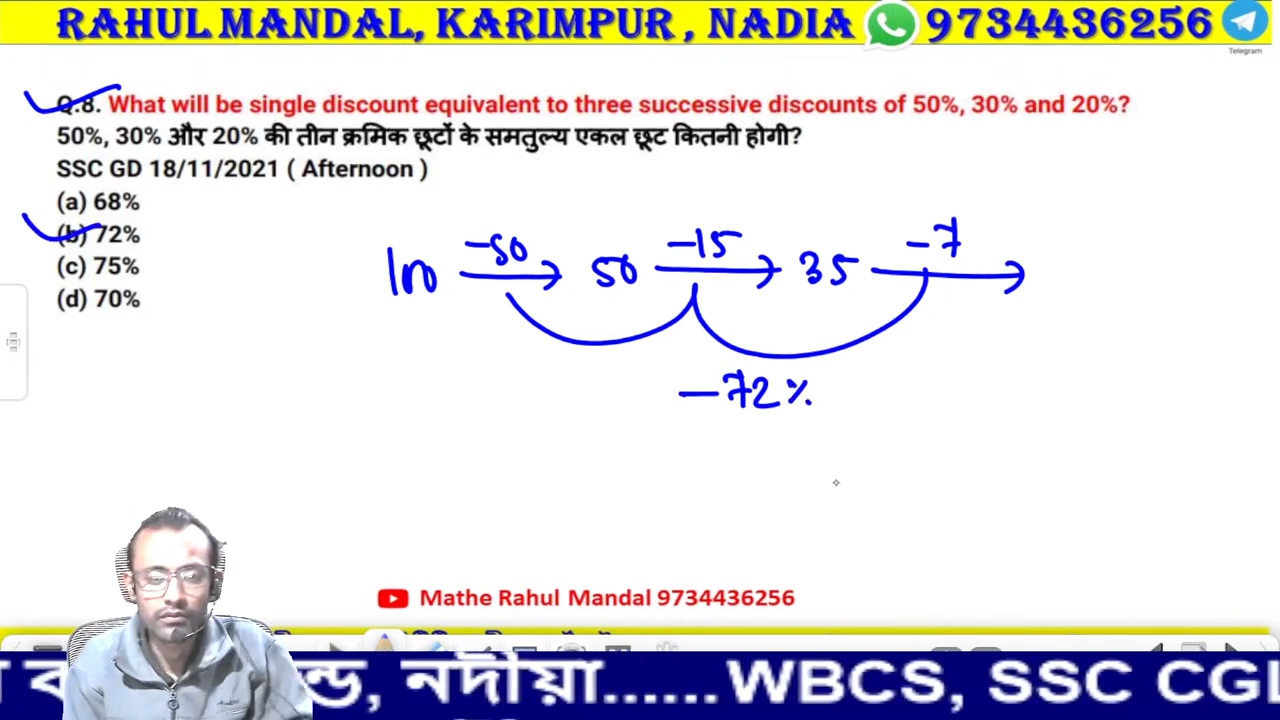 RAHUL MANDAL, KARIMPUR , NADIA 9734436256
Telegram
Q.8. What will be single discount equivalent to three successive discounts of 50%, 30% and 20%?
50%, 30% और 20% की तीन क्रमिक छूटों के समतुल्य एकल छूट कितनी होगी?
SSC GD 18/11/2021 ( Afternoon )
(a) 68%
(b) 72%
(c) 75%
(d) 70%
-50 -15 -7
100 50 35
-72%
Mathe Rahul Mandal 9734436256
নদীয়া...... WBCS, SSC CGL